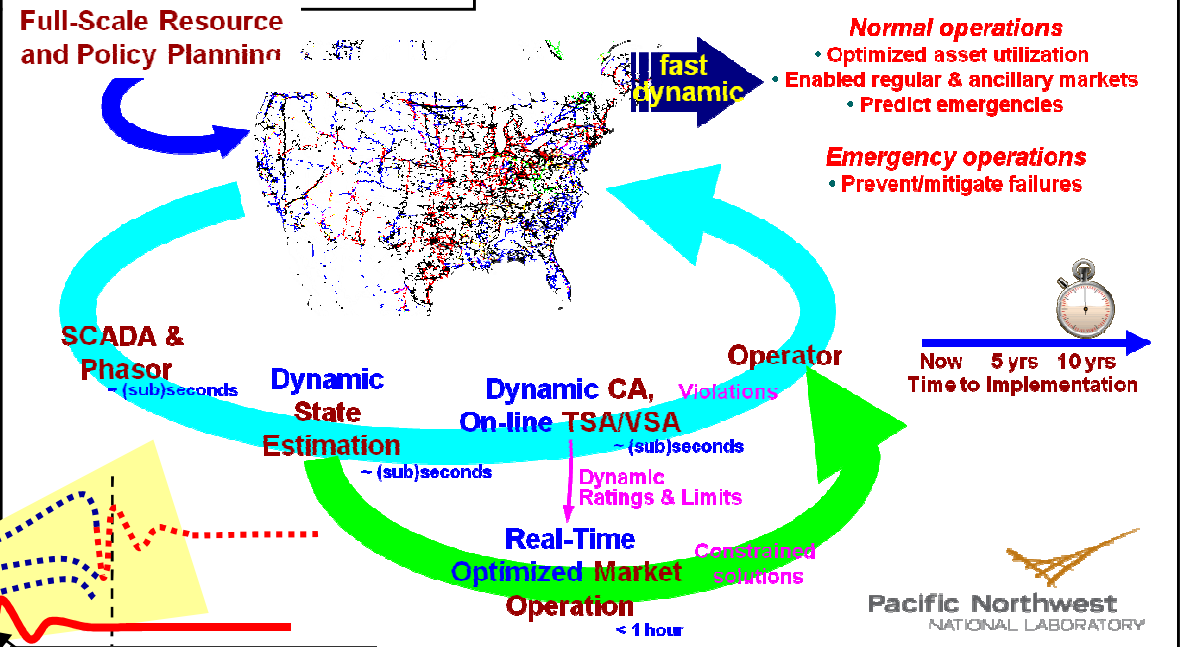 Full-Scale Resource
and Policy Planning
fast
dynamic
Normal operations
• Optimized asset utilization
• Enabled regular & ancillary markets
• Predict emergencies
Emergency operations
• Prevent/mitigate failures
SCADA &
Phasor
~ (sub)seconds
Dynamic
State
Estimation
~ (sub)seconds
Dynamic CA,
On-line TSA/VSA
~ (sub)seconds
Violations
Operator
Now 5 yrs 10 yrs
Time to Implementation
Dynamic
Ratings & Limits
Real-Time
Optimized Market
Operation
< 1 hour
Constrained
solutions
Pacific Northwest
NATIONAL LABORATORY